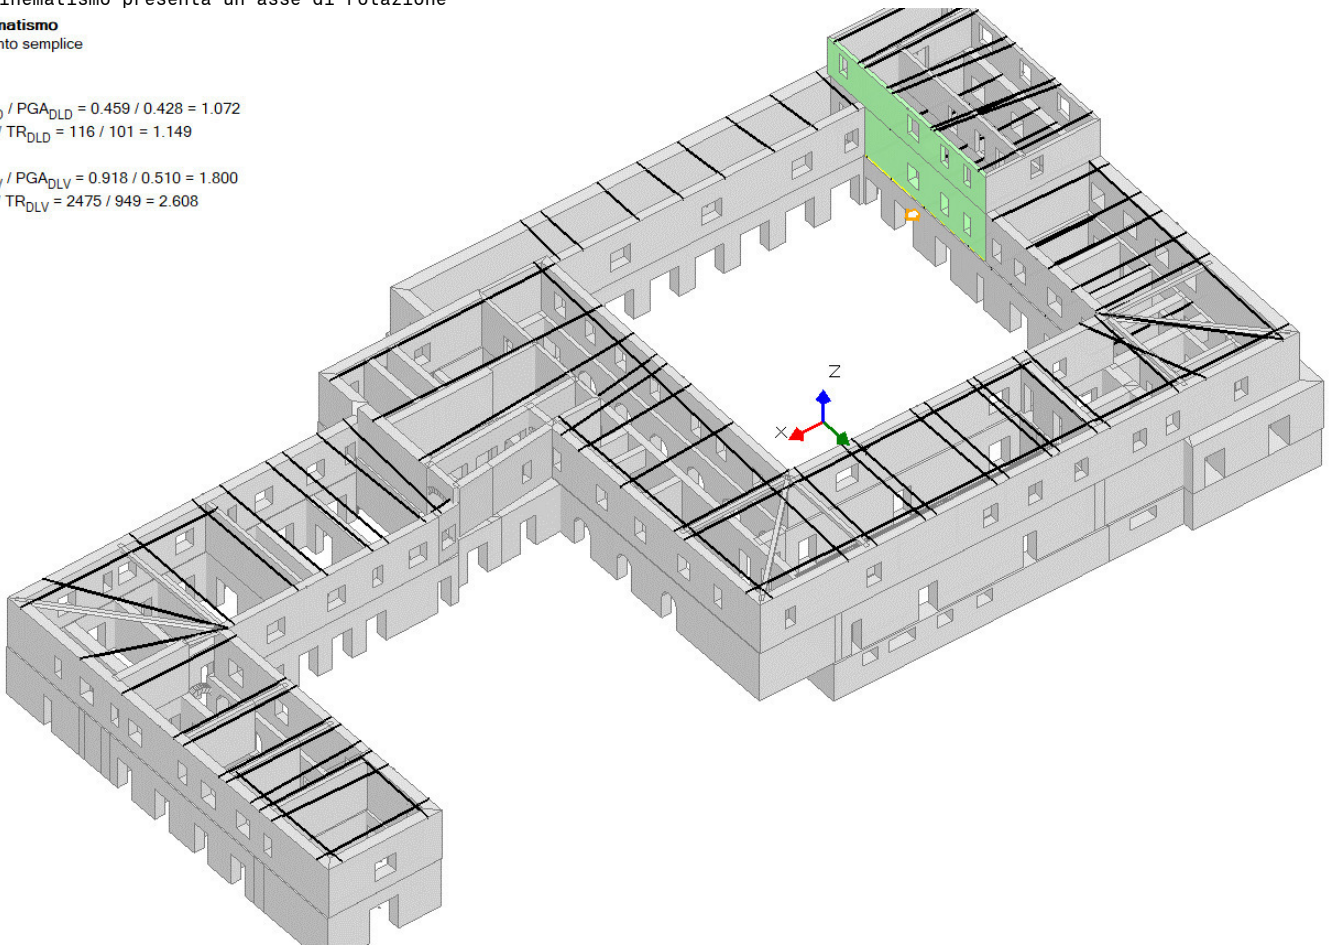 inematismo presenta un asse di rotazione
natismo
nto semplice
D / PGADLD = 0.459 / 0.428 = 1.072
/ TRDLD = 116 / 101 = 1.149
V / PGADLV = 0.918 / 0.510 = 1.800
/ TRDLV = 2475 / 949 = 2.608
Z
X